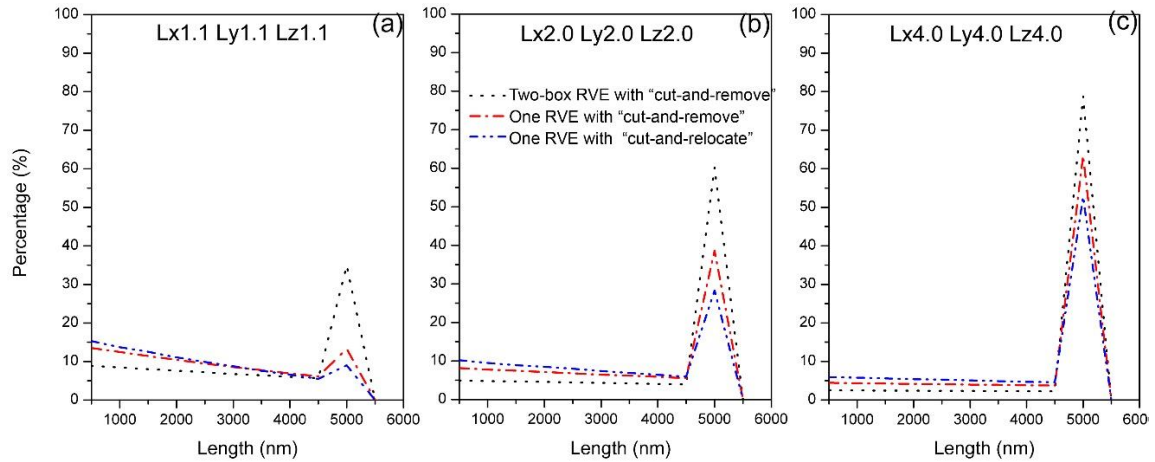 Lx1.1 Ly1.1 Lz1.1
(a)
Lx2.0 Ly2.0 Lz2.0
(b)
Lx4.0 Ly4.0 Lz4.0
(c)
Two-box RVE with “cut-and-remove”
One RVE with “cut-and-remove”
One RVE with “cut-and-relocate”
Percentage (%)
100
90
80
70
60
50
40
30
20
10
0
1000 2000 3000 4000 5000 6000
Length (nm)
100
90
80
70
60
50
40
30
20
10
0
1000 2000 3000 4000 5000 6000
Length (nm)
100
90
80
70
60
50
40
30
20
10
0
1000 2000 3000 4000 5000 6000
Length (nm)